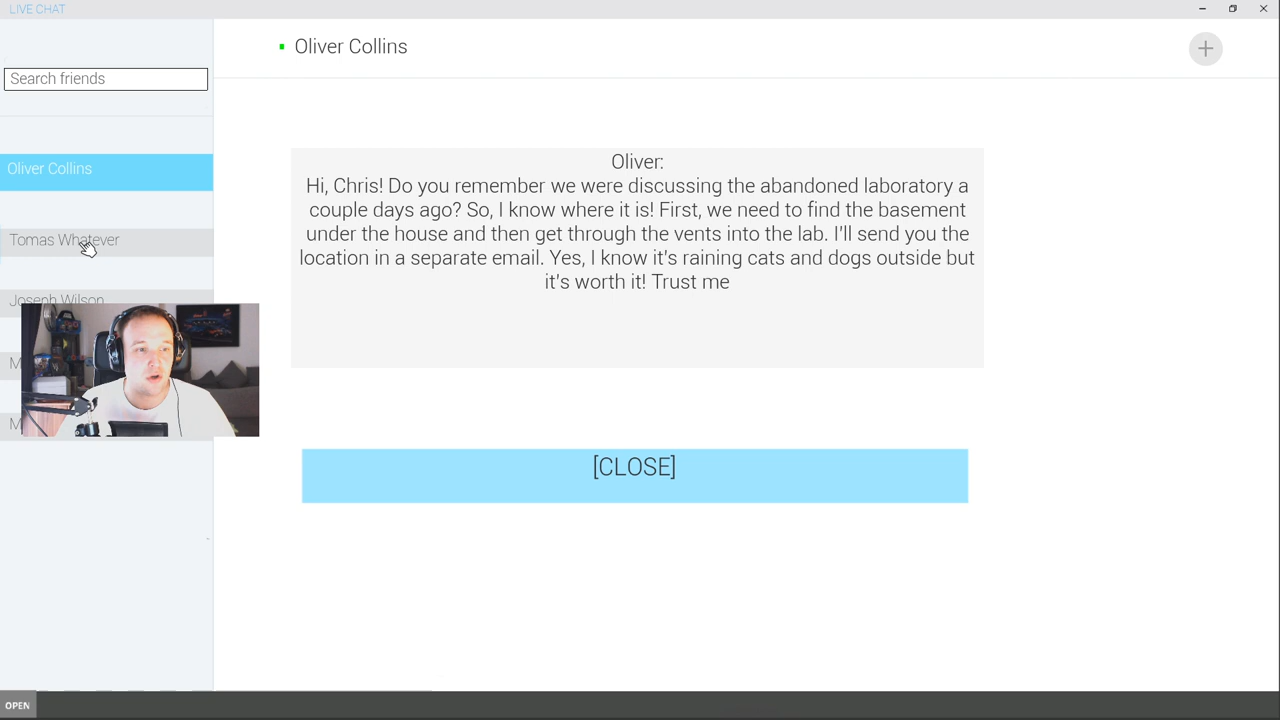 LIVE CHAT
Search friends
Oliver Collins
Tomas Whatever
Joseph Wilson
Oliver Collins
Oliver:
Hi, Chris! Do you remember we were discussing the abandoned laboratory a
couple days ago? So, I know where it is! First, we need to find the basement
under the house and then get through the vents into the lab. I'll send you the
location in a separate email. Yes, I know it's raining cats and dogs outside but
it's worth it! Trust me
[CLOSE]
OPEN